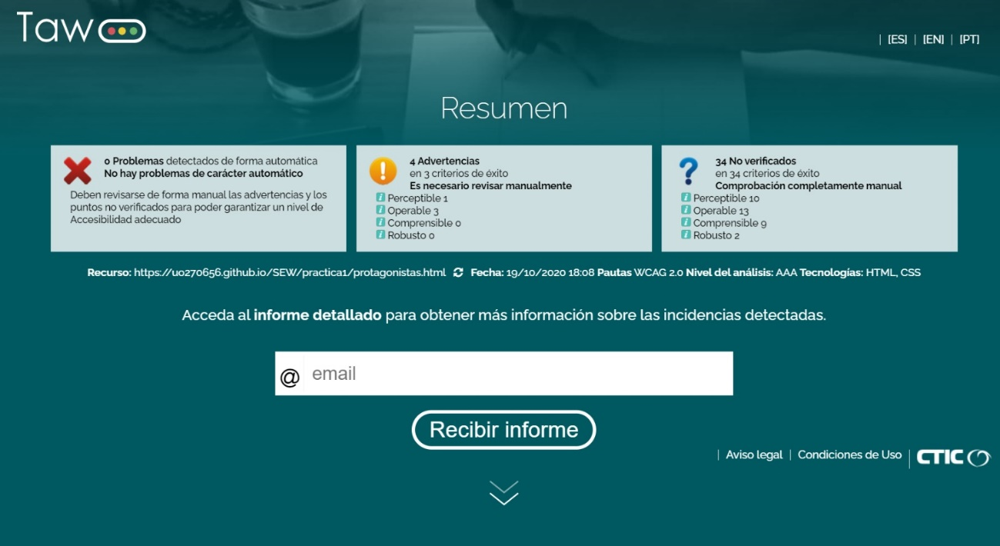 Taw
| [ES] | [EN] | [PT]
Resumen
0 Problemas detectados de forma automática
No hay problemas de carácter automático
Deben revisarse de forma manual las advertencias y los
puntos no verificados para poder garantizar un nivel de
Accesibilidad adecuado
4 Advertencias
en 3 criterios de éxito
Es necesario revisar manualmente
Perceptible 1
Operable 3
Comprensible 0
Robusto 0
34 No verificados
en 34 criterios de éxito
Comprobación completamente manual
Perceptible 10
Operable 13
Comprensible 9
Robusto 2
Recurso: https://uo270656.github.io/SEW/practica1/protagonistas.html Fecha: 19/10/2020 18:08 Pautas WCAG 2.0 Nivel del análisis: AAA Tecnologías: HTML, CSS
Acceda al informe detallado para obtener más información sobre las incidencias detectadas.
@ email
Recibir informe
| Aviso legal | Condiciones de Uso | CTIC